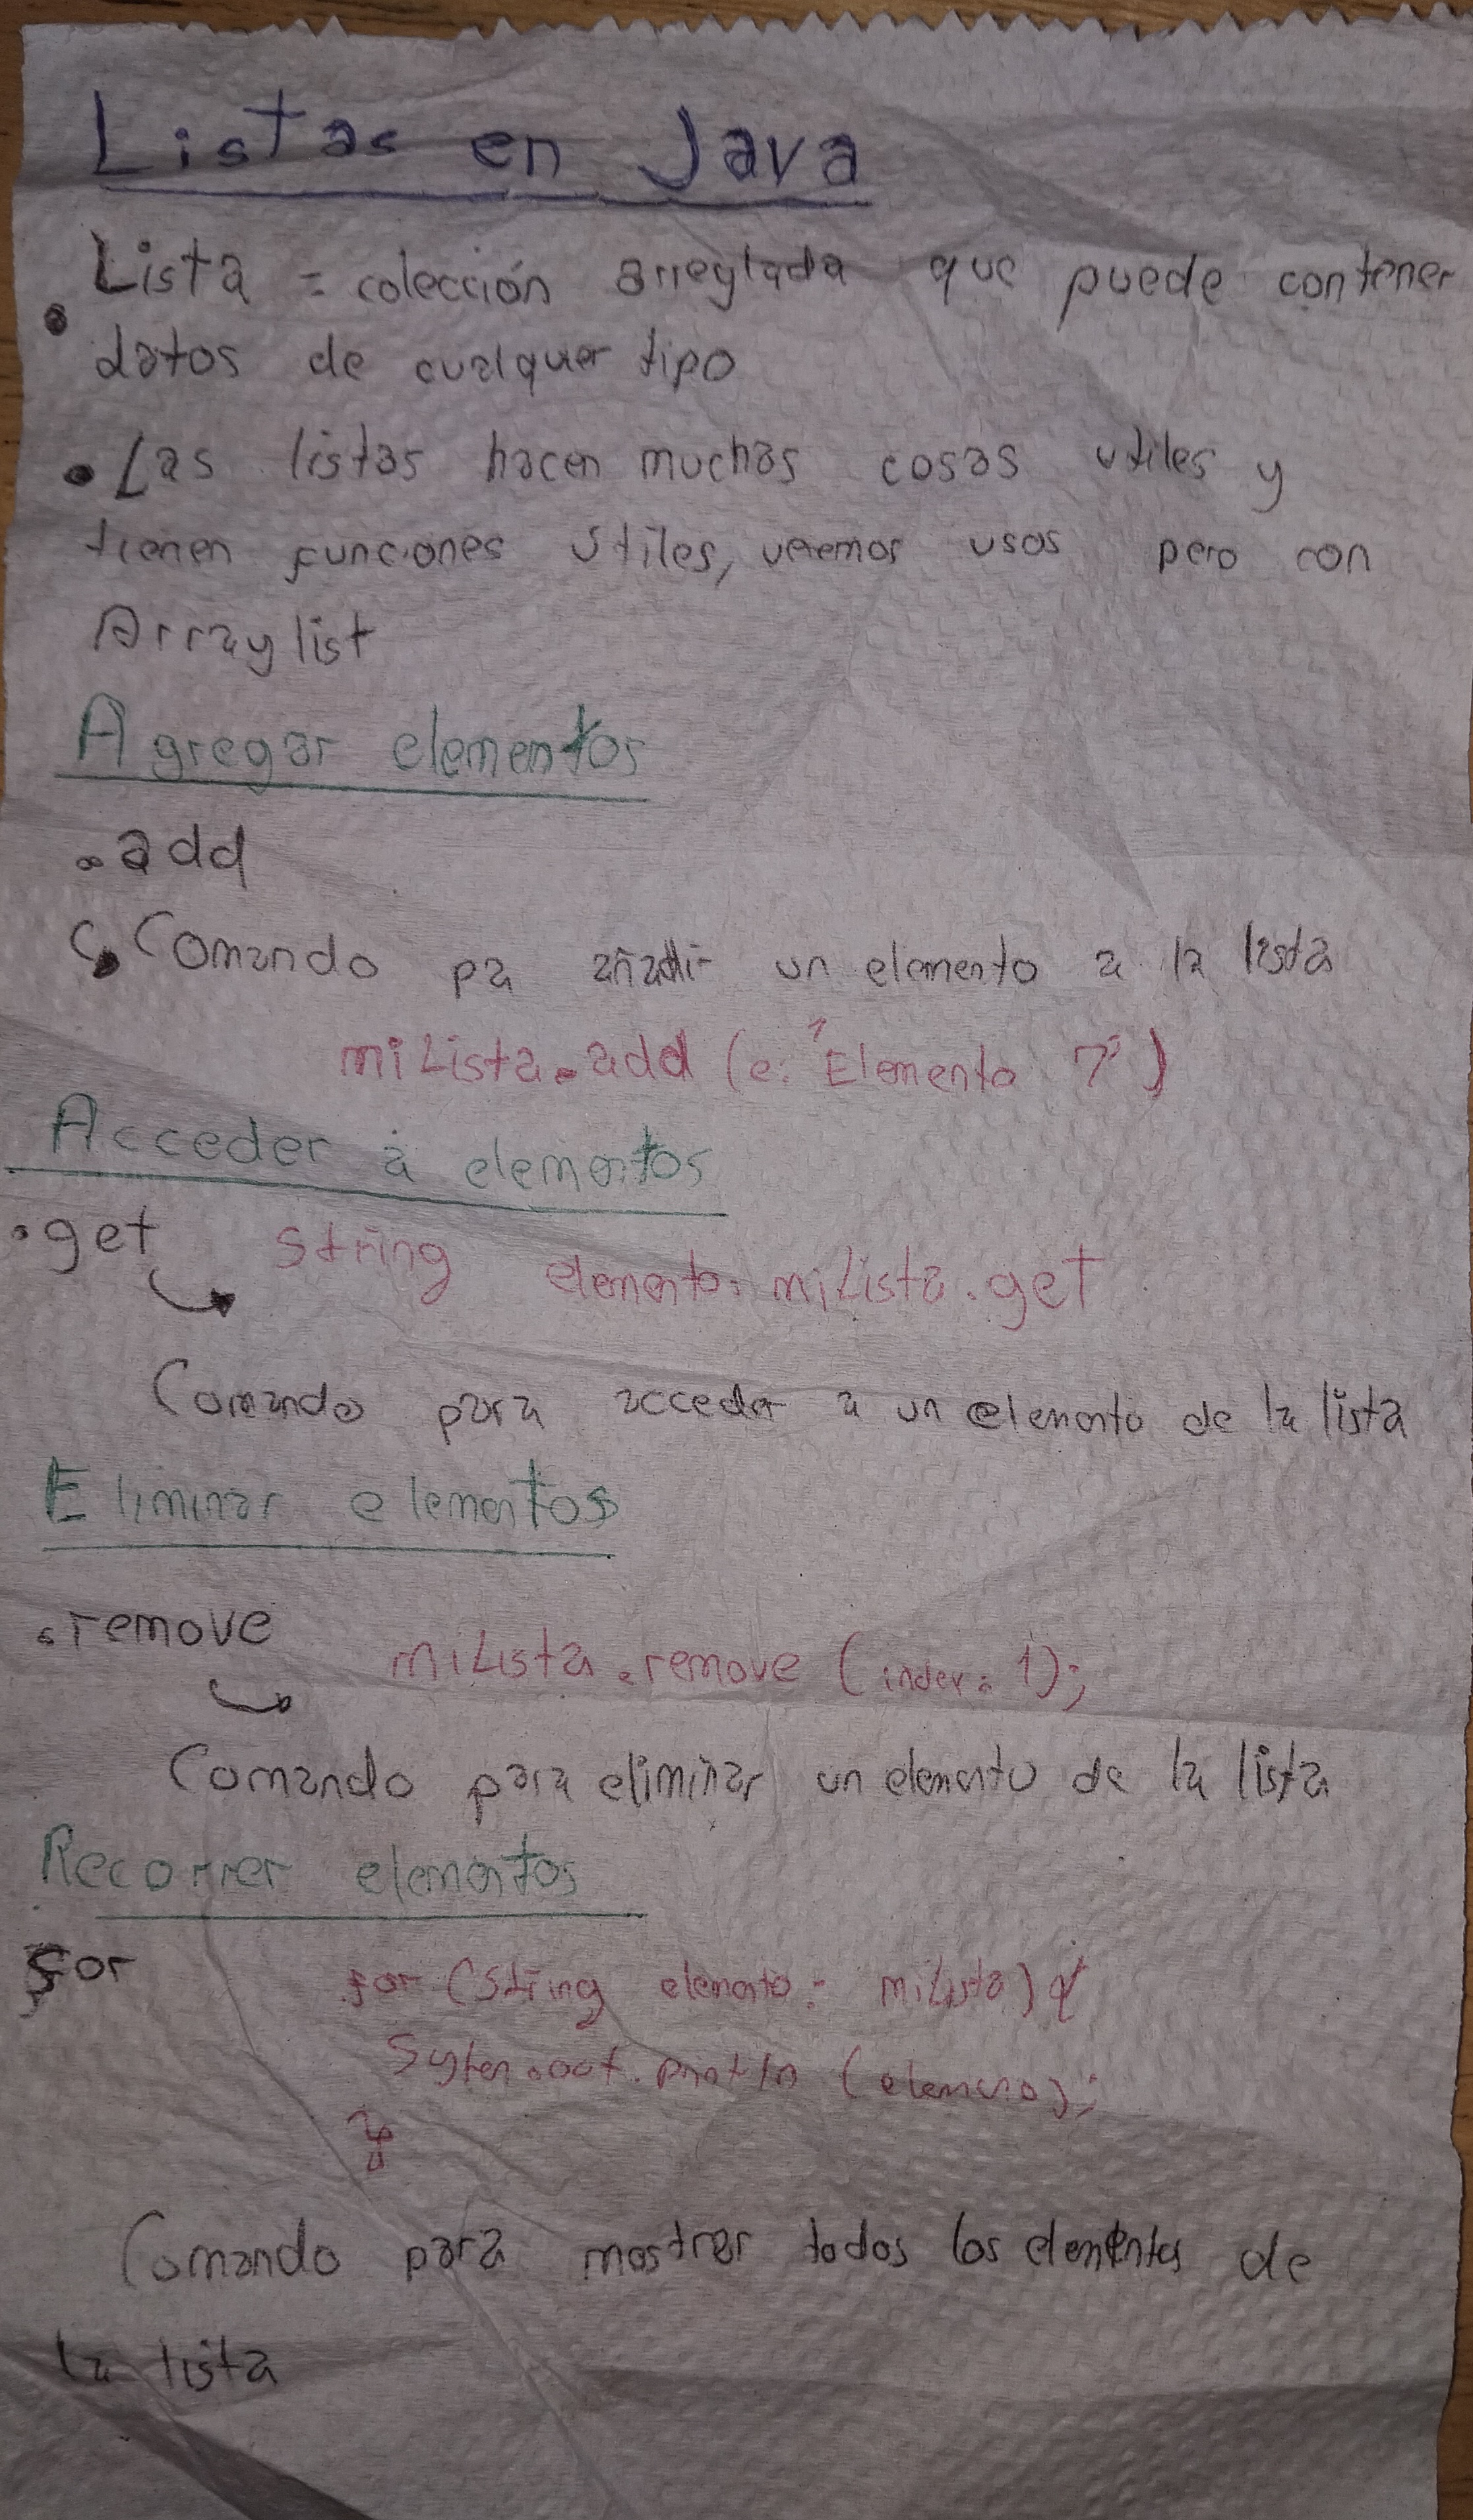 Listas en Java
Lista = colección arreglada que puede contener
datos de cualquer tipo
• Las listas hacen muchas cosas utiles y
tienen funciones utiles, veremos usos pero con
Arraylist
Agregar elementos
.add
↳ Comando pa añadir un elemento a la lista
miLista.add (e: "Elemento 7")
Acceder a elementos
.get String elemento: miLista.get
Comando para acceder a un elemento de la lista
Eliminar elementos
.remove miLista.remove (index: 1);
Comando para eliminar un elemento de la lista
Recorrer elementos
for for (String elemento: miLista) {
System.out.println (elemento);
}
Comando para mostrar todos los elementos de
la lista